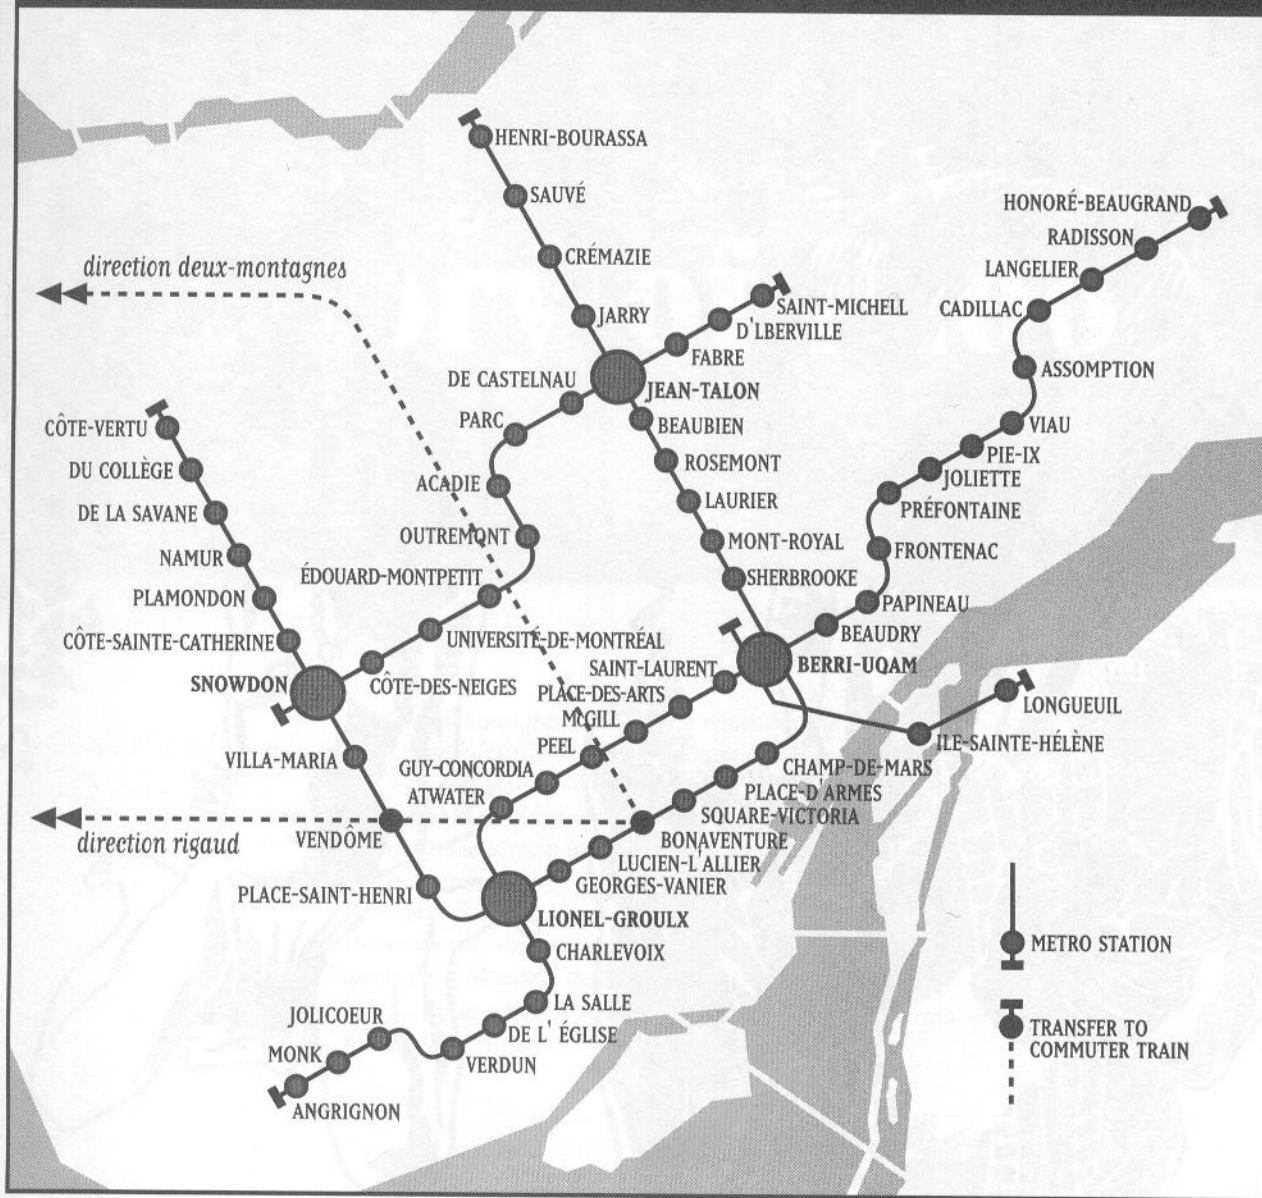 HENRI-BOURASSA
SAUVÉ
HONORÉ-BEAUGRAND
RADISSON
CRÉMAZIE
direction deux-montagnes
LANGELIER
SAINT-MICHELL
CADILLAC
JARRY
D'LBERVILLE
FABRE
ASSOMPTION
DE CASTELNAU
JEAN-TALON
PARC
BEAUBIEN
VIAU
CÔTE-VERTU
PIE-IX
ROSEMONT
DU COLLÈGE
JOLIETTE
ACADIE
LAURIER
PRÉFONTAINE
DE LA SAVANE
OUTREMONT
MONT-ROYAL
FRONTENAC
NAMUR
ÉDOUARD-MONTPETIT
SHERBROOKE
PLAMONDON
PAPINEAU
BEAUDRY
CÔTE-SAINTE-CATHERINE
UNIVERSITÉ-DE-MONTRÉAL
SAINT-LAURENT
BERRI-UQAM
SNOWDON
CÔTE-DES-NEIGES
PLACE-DES-ARTS
LONGUEUIL
MCGILL
PEEL
ILE-SAINTE-HÉLÈNE
VILLA-MARIA
GUY-CONCORDIA
CHAMP-DE-MARS
ATWATER
PLACE-D'ARMES
SQUARE-VICTORIA
direction rigaud
VENDÔME
BONAVENTURE
LUCIEN-L'ALLIER
GEORGES-VANIER
PLACE-SAINT-HENRI
LIONEL-GROULX
CHARLEVOIX
METRO STATION
LA SALLE
JOLICOEUR
DE L' ÉGLISE
TRANSFER TO
COMMUTER TRAIN
MONK
VERDUN
ANGRIGNON